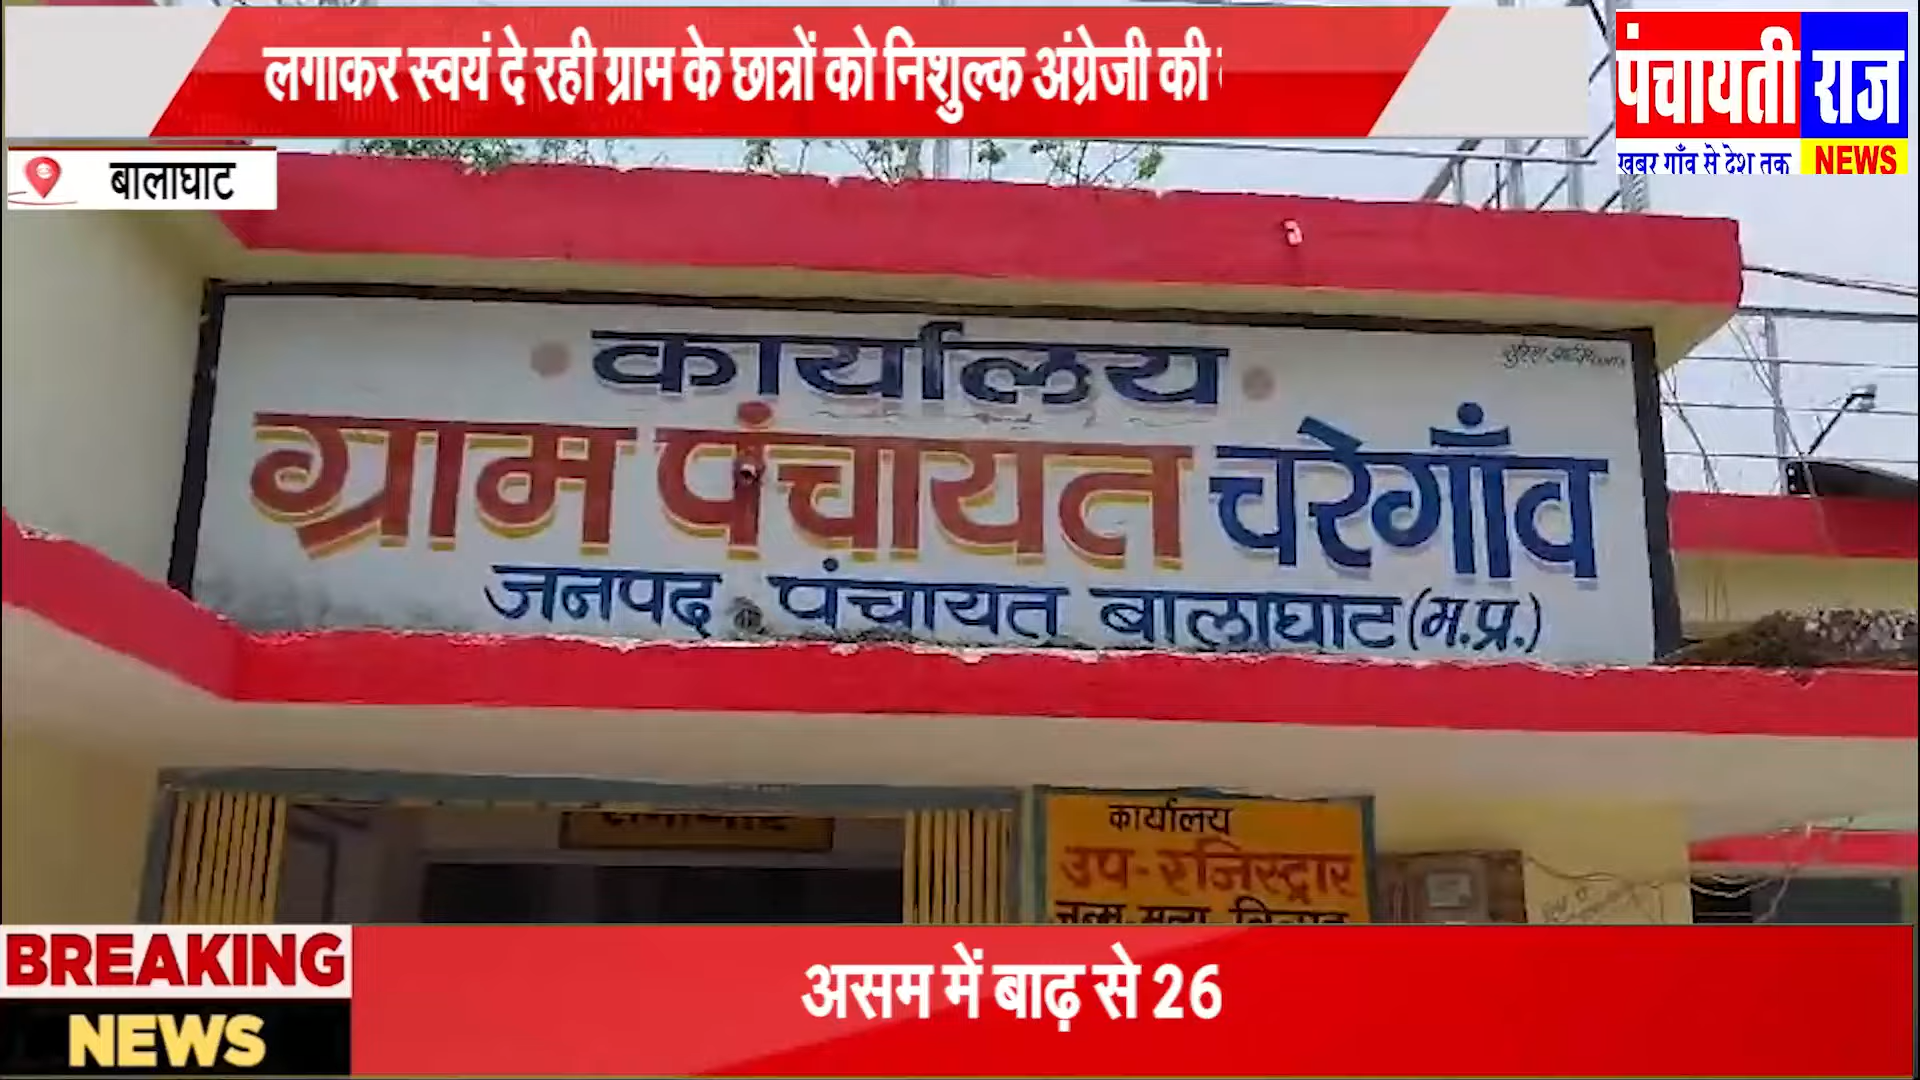 लगाकर स्वयं दे रही ग्राम के छात्रों को निशुल्क अंग्रेजी की
पंचायती राज
खबर गाँव से देश तक NEWS
बालाघाट
कार्यालय
ग्राम पंचायत चरेगाँव
जनपद पंचायत बालाघाट (म.प्र.)
कार्यालय
उप-रजिस्ट्रार
जन्म-मृत्यु
BREAKING
NEWS
असम में बाढ़ से 26